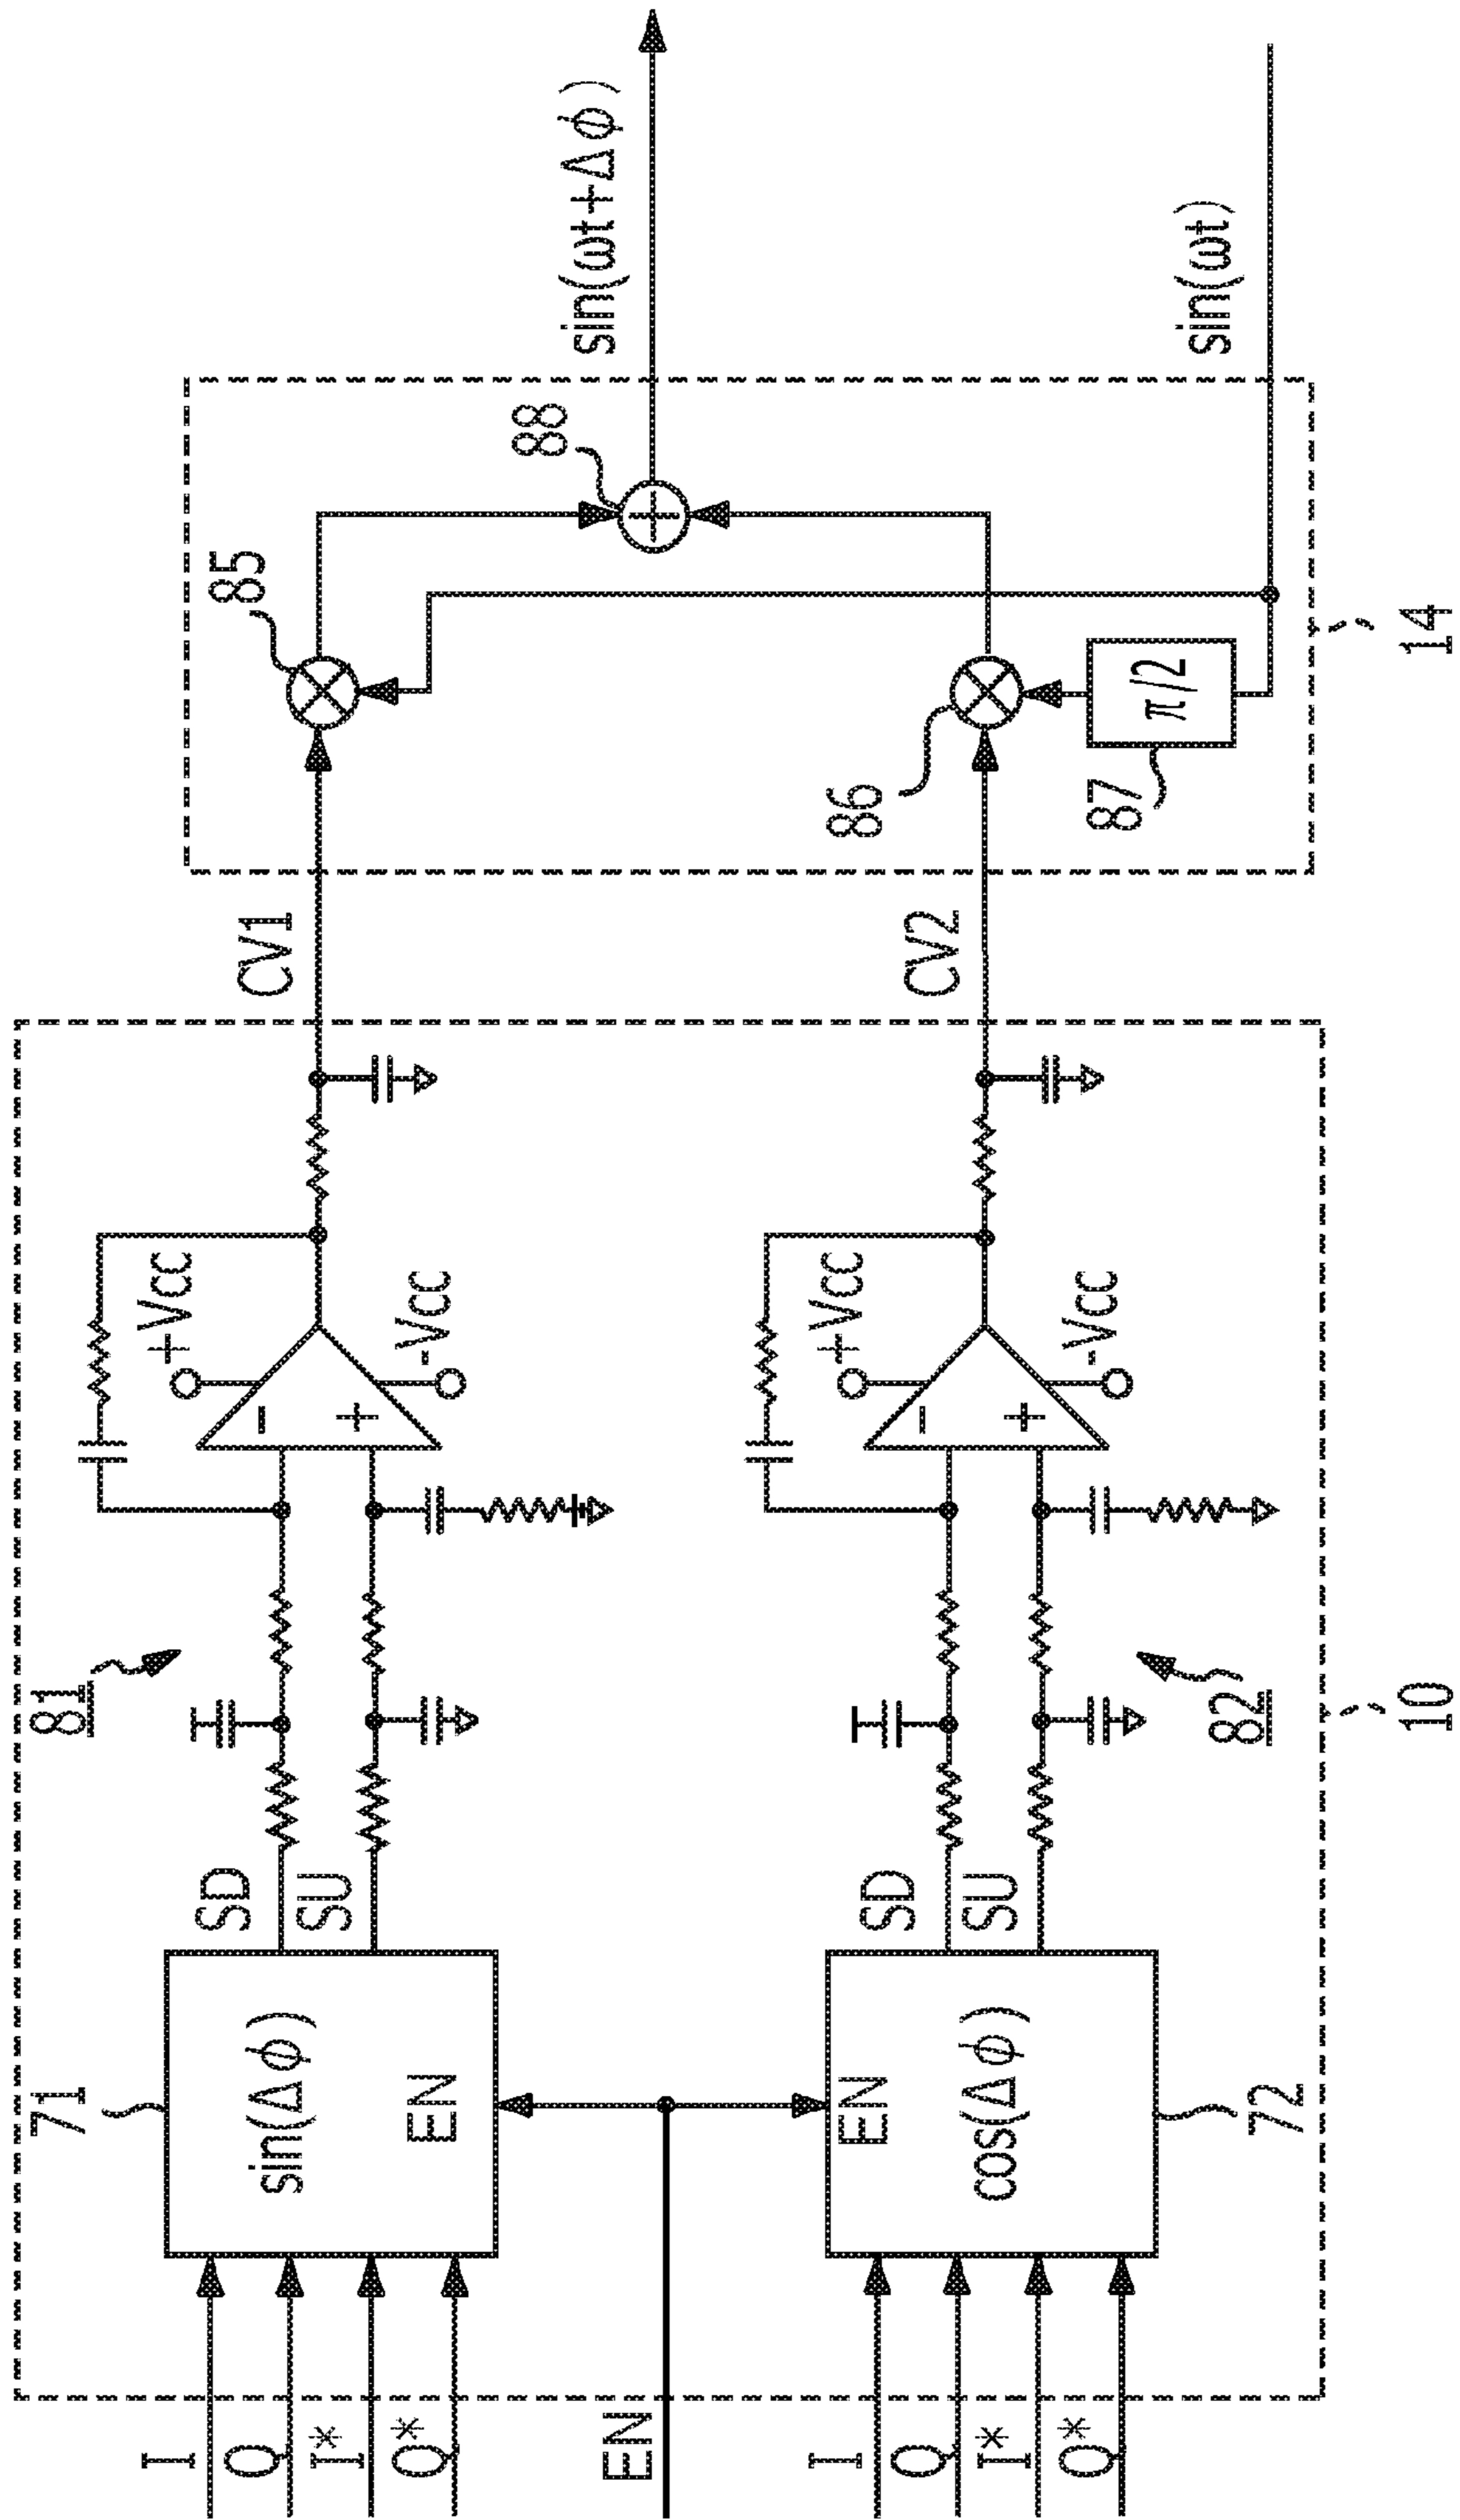 81
71
I
Q
I*
Q*
sin(Δϕ)
EN
SD
SU
-
+
+Vcc
-Vcc
CV1
85
88
sin(ωt+Δϕ)
EN
I
Q
I*
Q*
EN
cos(Δϕ)
72
SD
SU
82
-
+
+Vcc
-Vcc
CV2
86
87
π/2
sin(ωt)
10
14